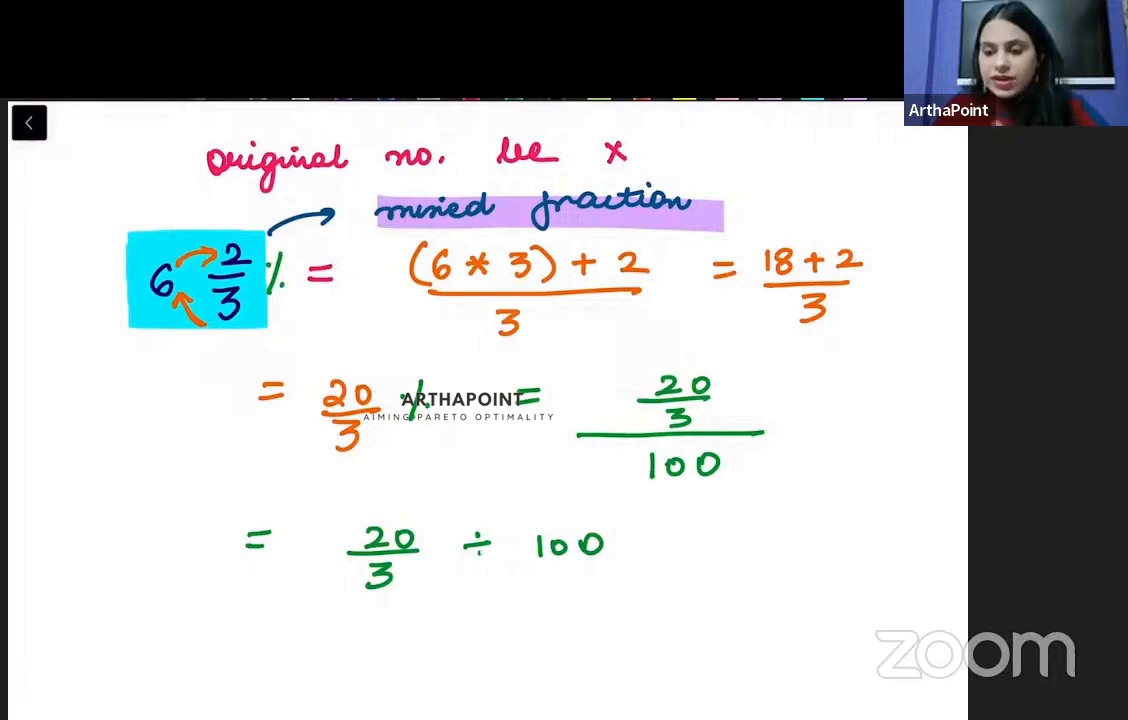 ArthaPoint
original no. be x
mixed fraction
6 2/3 % = (6 * 3) + 2 / 3 = 18 + 2 / 3
= 20/3 % = 20/3 / 100
ARTHAPOINT
AIMING PARETO OPTIMALITY
= 20/3 ÷ 100
zoom